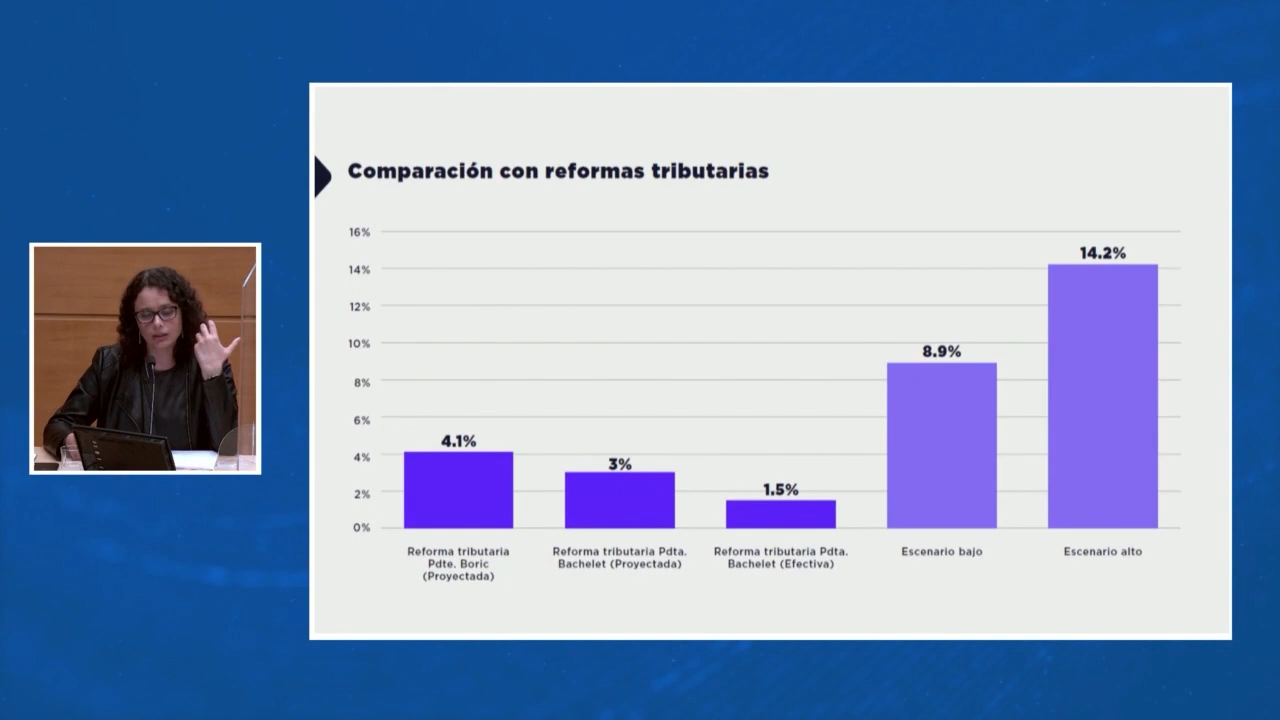 Comparación con reformas tributarias
16%
14%
12%
10%
8%
6%
4%
2%
0%
4.1%
3%
1.5%
8.9%
14.2%
Reforma tributaria
Pdte. Boric
(Proyectada)
Reforma tributaria Pdta.
Bachelet (Proyectada)
Reforma tributaria Pdta.
Bachelet (Efectiva)
Escenario bajo
Escenario alto